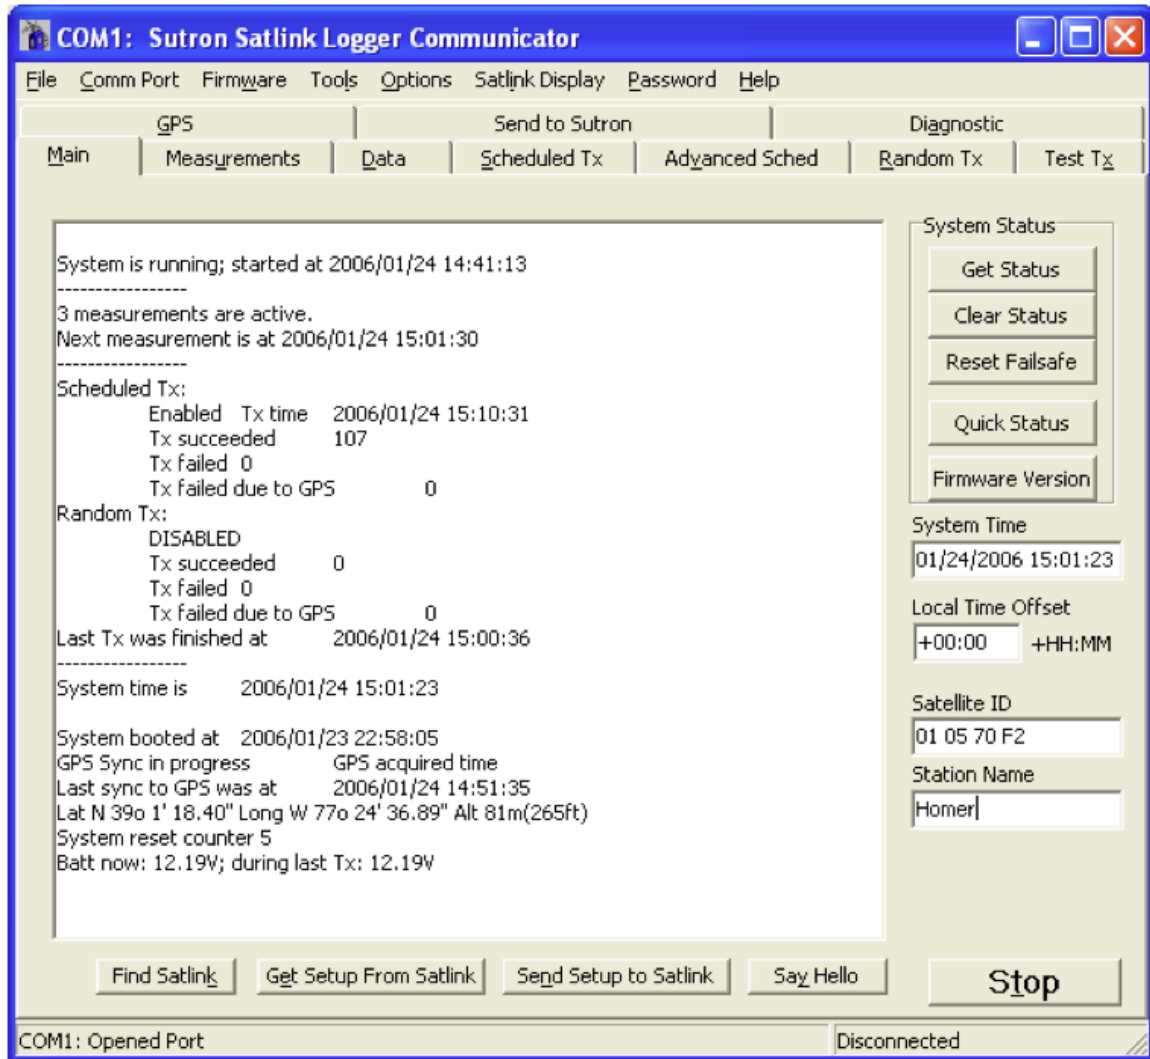 COM1: Sutron Satlink Logger Communicator
File Comm Port Firmware Tools Options Satlink Display Password Help
GPS Send to Sutron Diagnostic
Main Measurements Data Scheduled Tx Advanced Sched Random Tx Test Tx
System is running; started at 2006/01/24 14:41:13
-----------------
3 measurements are active.
Next measurement is at 2006/01/24 15:01:30
-----------------
Scheduled Tx:
Enabled Tx time 2006/01/24 15:10:31
Tx succeeded 107
Tx failed 0
Tx failed due to GPS 0
Random Tx:
DISABLED
Tx succeeded 0
Tx failed 0
Tx failed due to GPS 0
Last Tx was finished at 2006/01/24 15:00:36
-----------------
System time is 2006/01/24 15:01:23
System booted at 2006/01/23 22:58:05
GPS Sync in progress GPS acquired time
Last sync to GPS was at 2006/01/24 14:51:35
Lat N 39o 1' 18.40" Long W 77o 24' 36.89" Alt 81m(265ft)
System reset counter 5
Batt now: 12.19V; during last Tx: 12.19V
System Status
Get Status
Clear Status
Reset Failsafe
Quick Status
Firmware Version
System Time
01/24/2006 15:01:23
Local Time Offset
+00:00 +HH:MM
Satellite ID
01 05 70 F2
Station Name
Homer
Find Satlink Get Setup From Satlink Send Setup to Satlink Say Hello Stop
COM1: Opened Port Disconnected